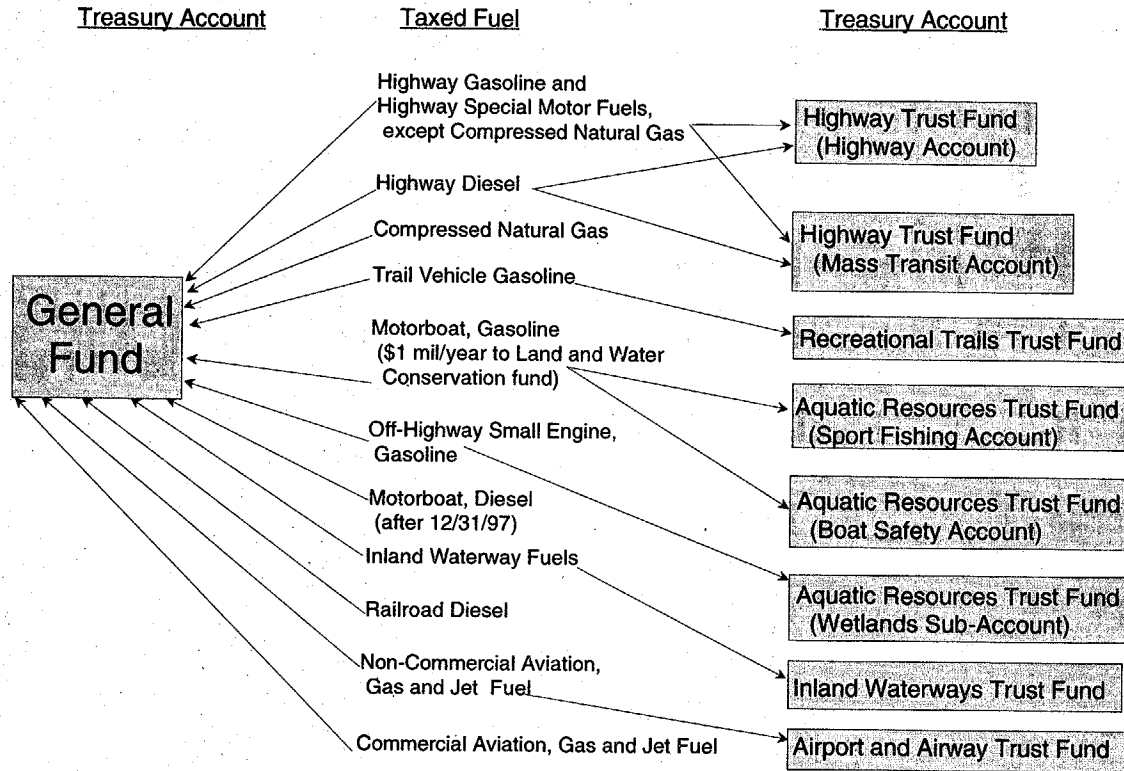 Treasury Account
Taxed Fuel
Treasury Account
General
Fund
Highway Gasoline and
Highway Special Motor Fuels,
except Compressed Natural Gas
Highway Diesel
Compressed Natural Gas
Trail Vehicle Gasoline
Motorboat, Gasoline
($1 mil/year to Land and Water
Conservation fund)
Off-Highway Small Engine,
Gasoline
Motorboat, Diesel
(after 12/31/97)
Inland Waterway Fuels
Railroad Diesel
Non-Commercial Aviation,
Gas and Jet Fuel
Commercial Aviation, Gas and Jet Fuel
Highway Trust Fund
(Highway Account)
Highway Trust Fund
(Mass Transit Account)
Recreational Trails Trust Fund
Aquatic Resources Trust Fund
(Sport Fishing Account)
Aquatic Resources Trust Fund
(Boat Safety Account)
Aquatic Resources Trust Fund
(Wetlands Sub-Account)
Inland Waterways Trust Fund
Airport and Airway Trust Fund